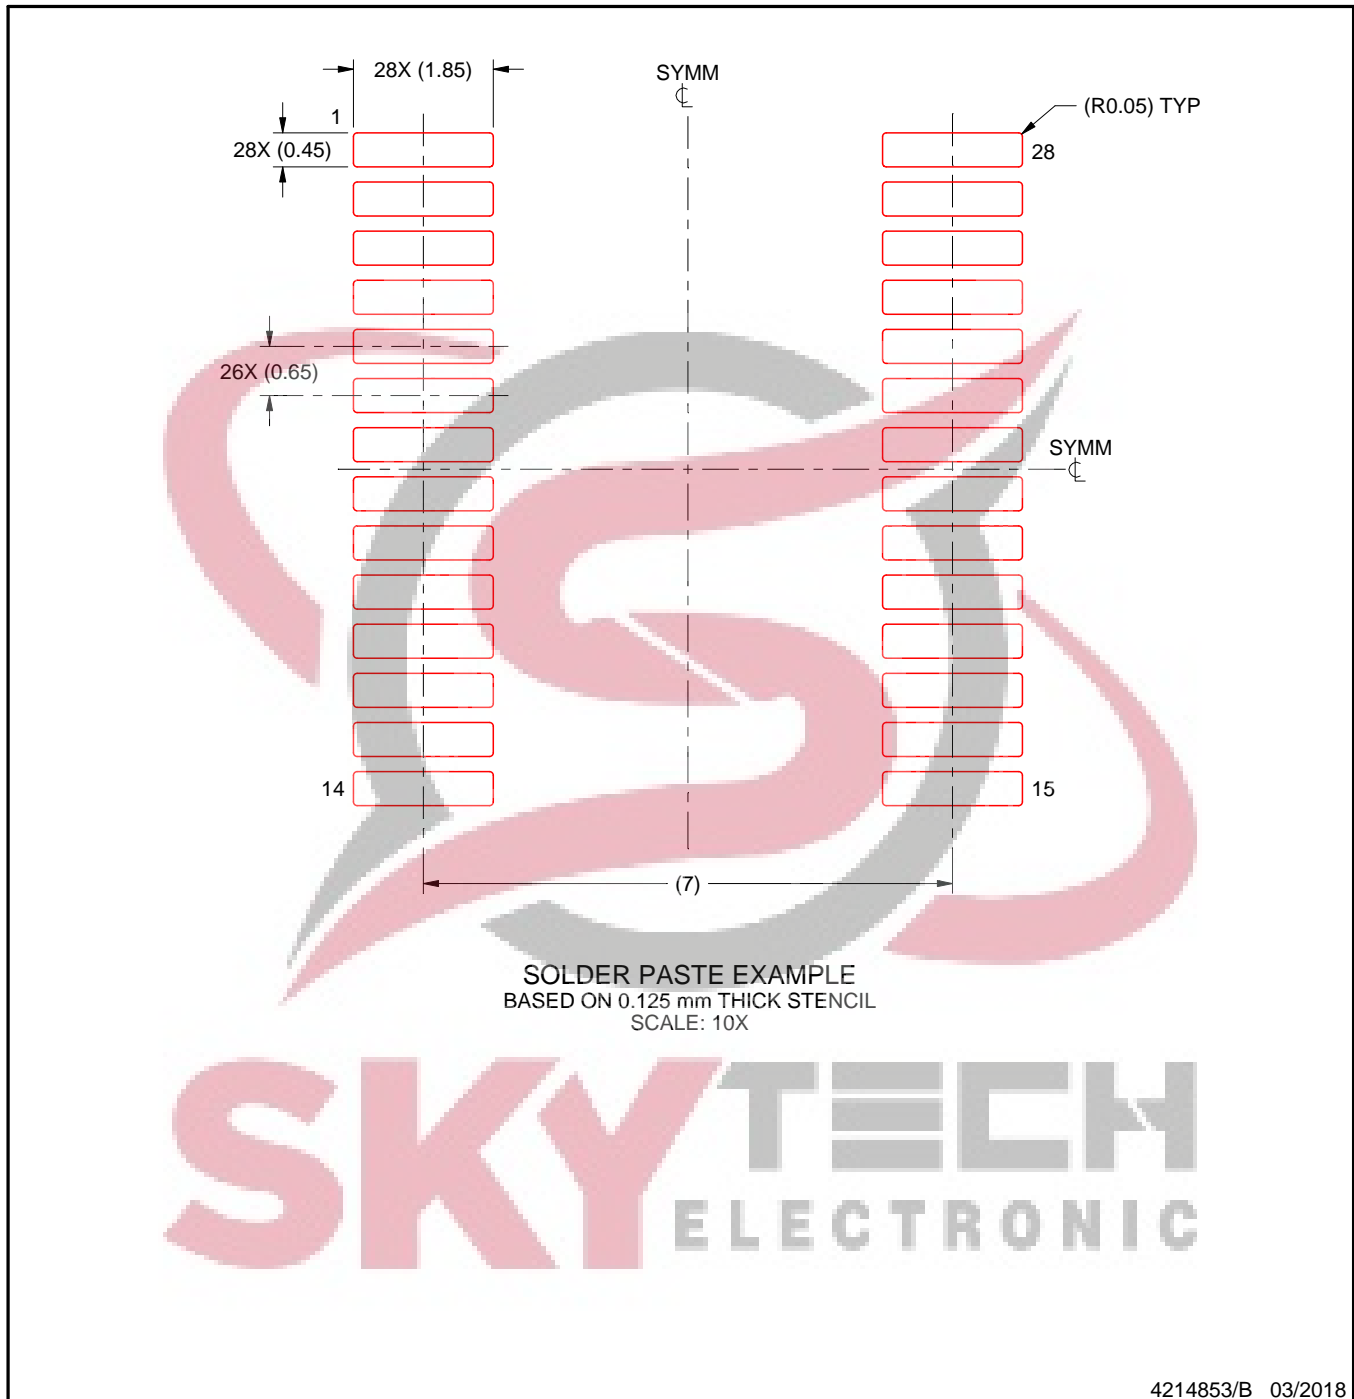 28X (1.85)
SYMM
(R0.05) TYP
1
28X (0.45)
28
26X (0.65)
SYMM
14
15
(7)
SOLDER PASTE EXAMPLE
BASED ON 0.125 mm THICK STENCIL
SCALE: 10X
SKYTECH
ELECTRONIC
4214853/B 03/2018